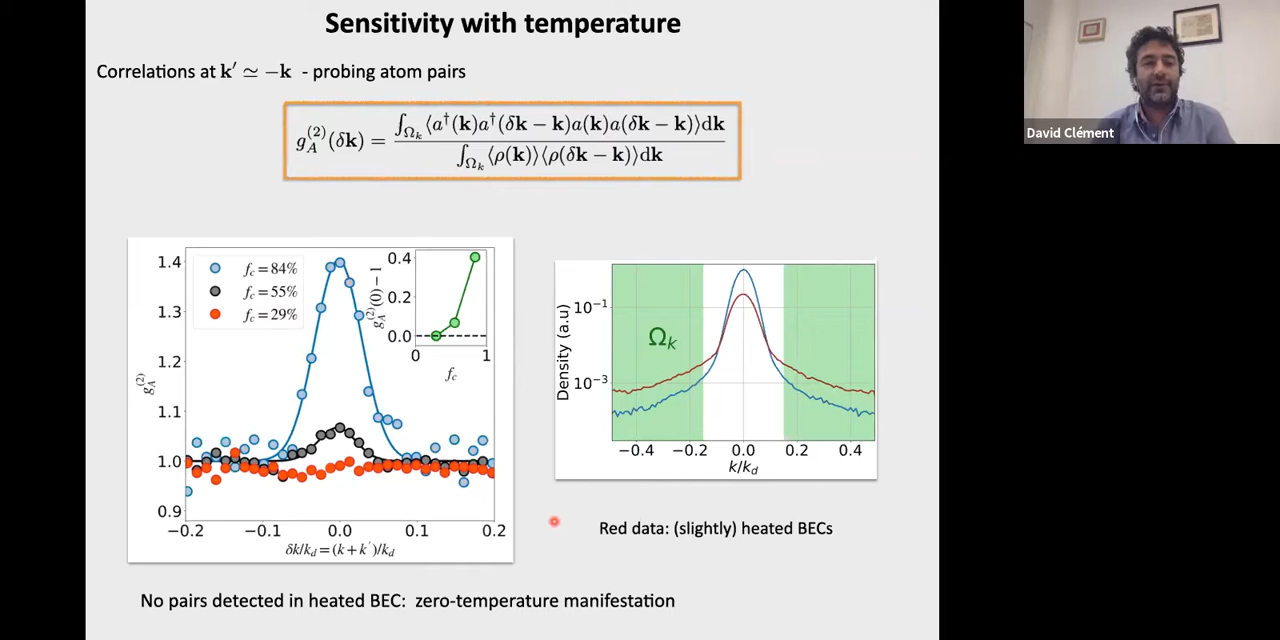 Sensitivity with temperature
David Clément
Correlations at k′ ≃ −k - probing atom pairs
g_A^(2)(δk) = ∫_Ωk ⟨a†(k)a†(δk − k)a(k)a(δk − k)⟩dk / ∫_Ωk ⟨ρ(k)⟩⟨ρ(δk − k)⟩dk
1.4
1.3
1.2
1.1
1.0
0.9
g_A^(2)
f_c = 84%
f_c = 55%
f_c = 29%
0.4
0.2
0.0
g_A^(2)(0) − 1
0 1
f_c
−0.2 −0.1 0.0 0.1 0.2
δk/k_d = (k + k′)/k_d
Density (a.u)
10^−1
10^−3
Ω_k
−0.4 −0.2 0.0 0.2 0.4
k/k_d
Red data: (slightly) heated BECs
No pairs detected in heated BEC: zero-temperature manifestation